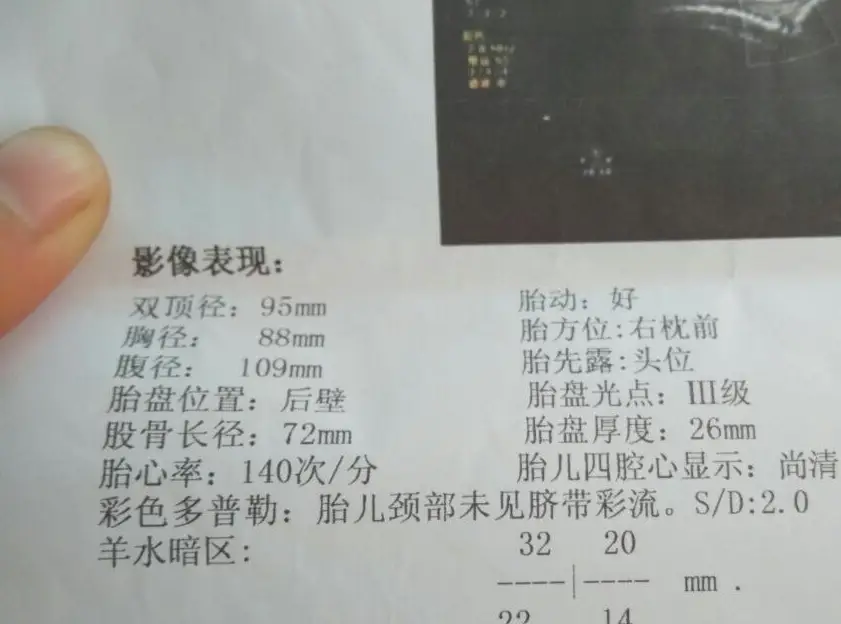 影像表现：
双顶径：95mm 胎动：好
胸径：88mm 胎方位:右枕前
腹径：109mm 胎先露:头位
胎盘位置：后壁 胎盘光点：III级
股骨长径：72mm 胎盘厚度：26mm
胎心率：140次/分 胎儿四腔心显示：尚清
彩色多普勒：胎儿颈部未见脐带彩流。S/D:2.0
羊水暗区： 32 20
----|---- mm .
22 14